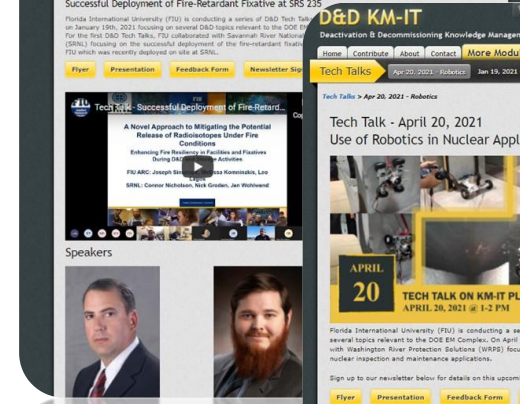 Successful Deployment of Fire-Retardant Fixative at SRS 235
Florida International University (FIU) is conducting a series of D&D Tech Talks
on January 19th, 2021 focusing on several D&D topics relevant to the DOE EM
For the first D&D Tech Talks, FIU collaborated with Savannah River National
(SRNL) focusing on the successful deployment of the fire-retardant fixative
FIU which was recently deployed on site at SRNL.
Flyer
Presentation
Feedback Form
Newsletter Sig
Tech Talk - Successful Deployment of Fire-Retard...
Cop
A Novel Approach to Mitigating the Potential
Release of Radioisotopes Under Fire
Conditions
Enhancing Fire Resiliency in Facilities and Fixatives
During D&D and Storage Activities
FIU ARC: Joseph Sinicrope, Melissa Komninakis, Leo
Lagos
SRNL: Connor Nicholson, Nick Groden, Jen Wohlwend
Speakers
D&D KM-IT
Deactivation & Decommissioning Knowledge Manageme
Home
Contribute
About
Contact
More Modu
Tech Talks
Apr 20, 2021 - Robotics
Jan 19, 2021
Tech Talks > Apr 20, 2021 - Robotics
Tech Talk - April 20, 2021
Use of Robotics in Nuclear Appl
APRIL
20
TECH TALK ON KM-IT PL
APRIL 20, 2021 @ 1-2 PM
Florida International University (FIU) is conducting a se
several topics relevant to the DOE EM Complex. On April
with Washington River Protection Solutions (WRPS) focu
nuclear inspection and maintenance applications.
Sign up to our newsletter below for details on this upcom
Flyer
Presentation
Feedback Form